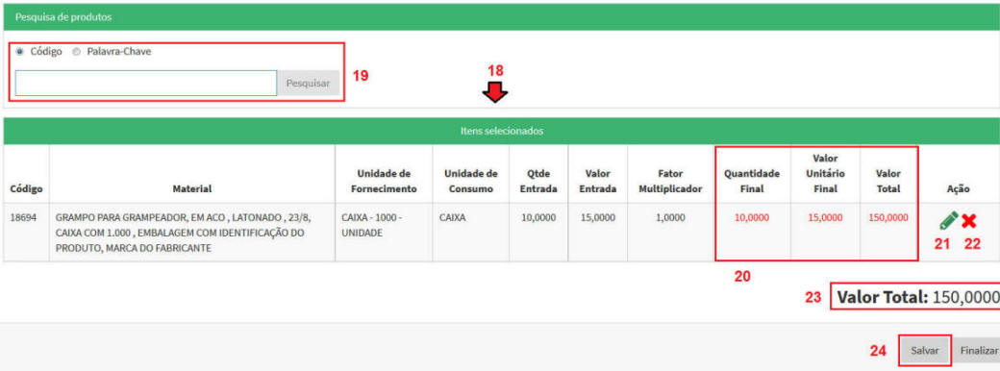 Pesquisa de produtos
Código Palavra-Chave
Pesquisar
19
18
Itens selecionados
Código Material Unidade de Fornecimento Unidade de Consumo Qtde Entrada Valor Entrada Fator Multiplicador Quantidade Final Valor Unitário Final Valor Total Ação
18694 GRAMPO PARA GRAMPEADOR, EM ACO , LATONADO , 23/8, CAIXA - 1000 - CAIXA 10,0000 15,0000 1,0000 10,0000 15,0000 150,0000
CAIXA COM 1.000 , EMBALAGEM COM IDENTIFICAÇÃO DO UNIDADE
PRODUTO, MARCA DO FABRICANTE
21 22
20
23 Valor Total: 150,0000
24 Salvar Finalizar